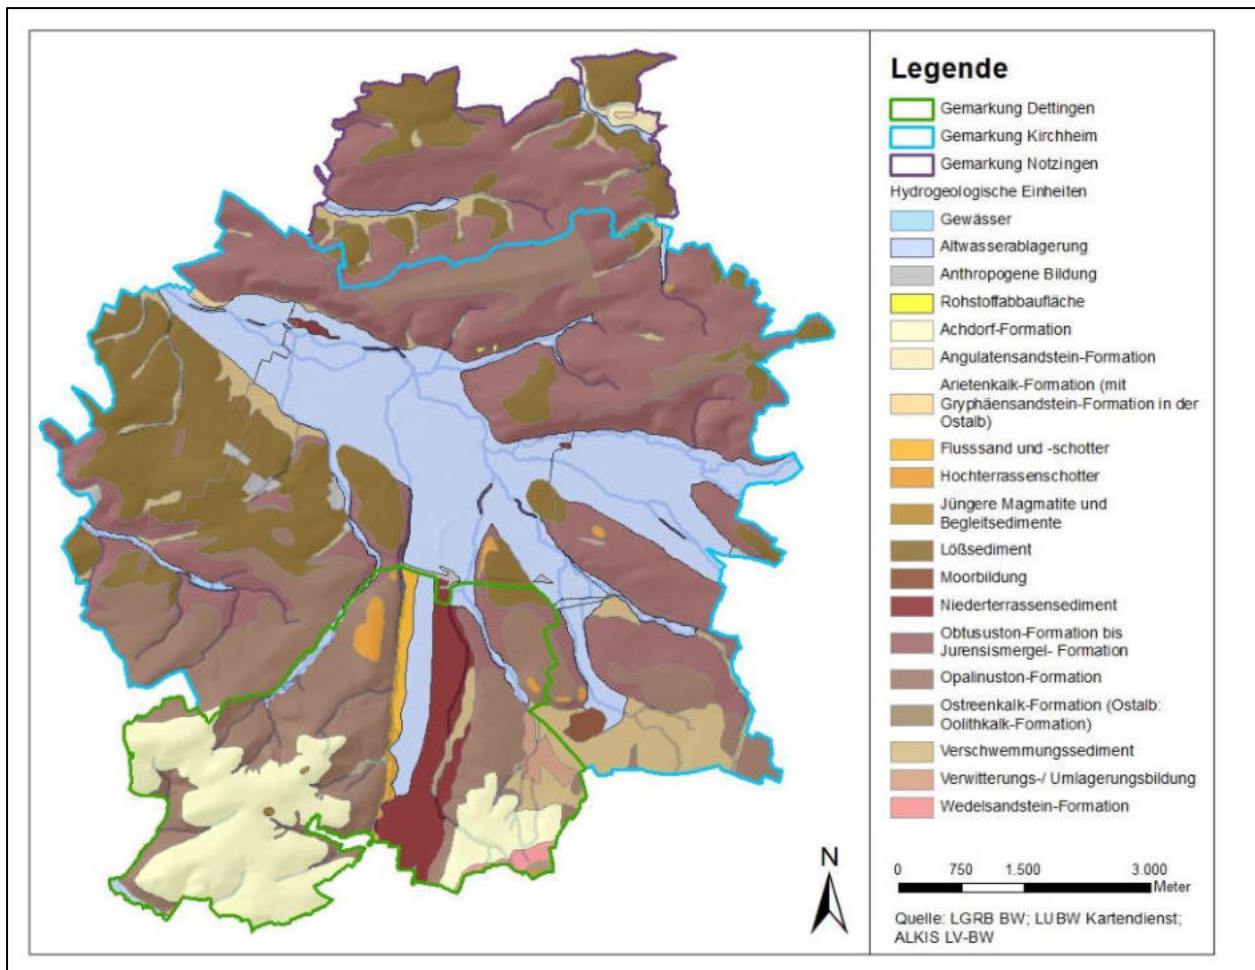 Legende
Gemarkung Dettingen
Gemarkung Kirchheim
Gemarkung Notzingen
Hydrogeologische Einheiten
Gewässer
Altwasserablagerung
Anthropogene Bildung
Rohstoffabbaufläche
Achdorf-Formation
Angulatensandstein-Formation
Arietenkalk-Formation (mit
Gryphäensandstein-Formation in der
Ostalb)
Flusssand und -schotter
Hochterrassenschotter
Jüngere Magmatite und
Begleitsedimente
Lößsediment
Moorbildung
Niederterrassensediment
Obtususton-Formation bis
Jurensismergel- Formation
Opalinuston-Formation
Ostreenkalk-Formation (Ostalb:
Oolithkalk-Formation)
Verschwemmungssediment
Verwitterungs-/ Umlagerungsbildung
Wedelsandstein-Formation
N
0 750 1.500 3.000
Meter
Quelle: LGRB BW; LUBW Kartendienst;
ALKIS LV-BW